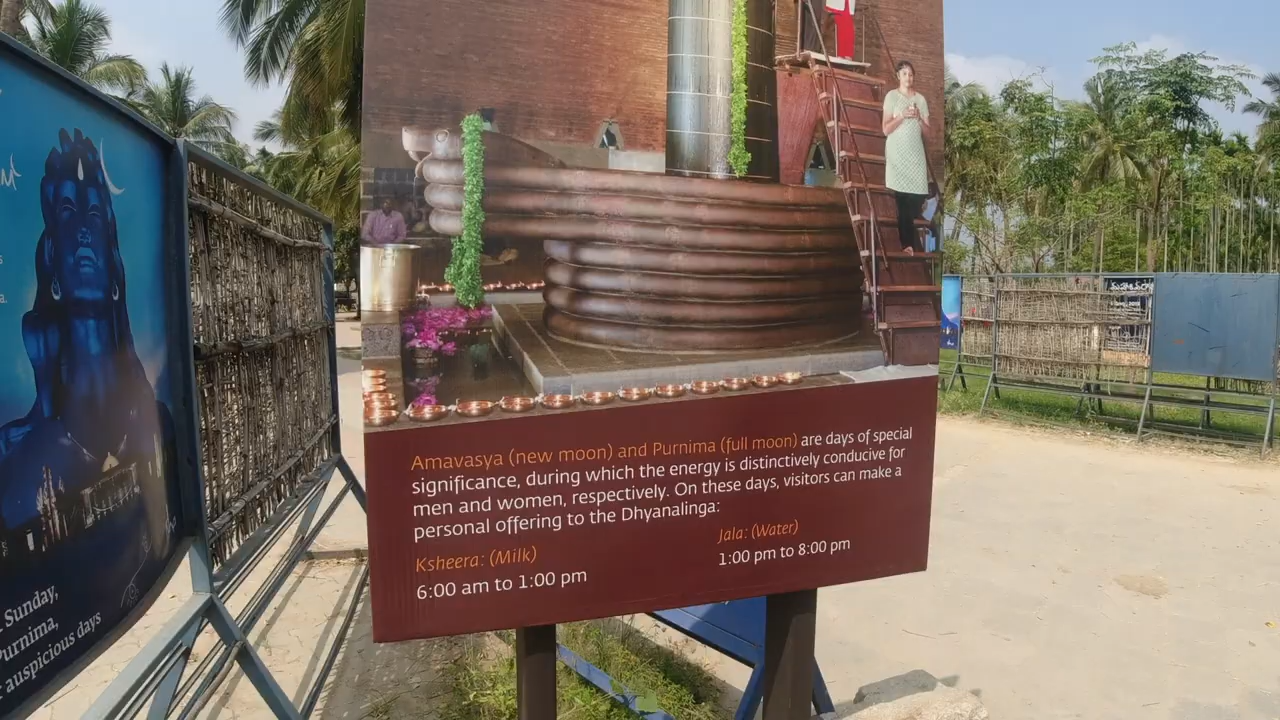 Amavasya (new moon) and Purnima (full moon) are days of special
significance, during which the energy is distinctively conducive for
men and women, respectively. On these days, visitors can make a
personal offering to the Dhyanalinga:
Ksheera: (Milk)
6:00 am to 1:00 pm
Jala: (Water)
1:00 pm to 8:00 pm
Sunday,
Purnima,
auspicious days